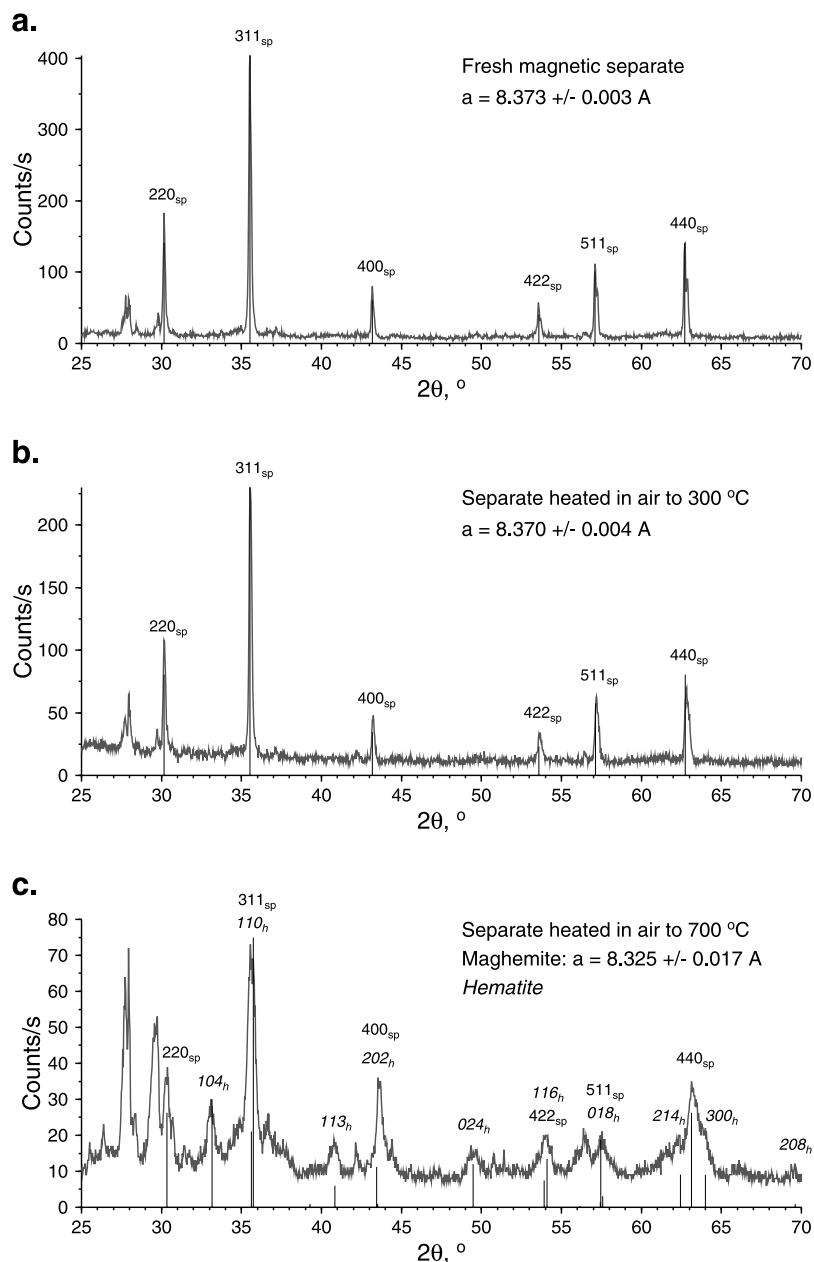 a.
311sp
400
Fresh magnetic separate
a = 8.373 +/- 0.003 A
300
Counts/s
220sp
200
511sp
440sp
100
400sp
422sp
0
25 30 35 40 45 50 55 60 65 70
2θ, °
b.
311sp
Separate heated in air to 300 °C
a = 8.370 +/- 0.004 A
200
Counts/s
150
220sp
100
511sp
440sp
400sp
422sp
50
0
25 30 35 40 45 50 55 60 65 70
2θ, °
c.
311sp
80
110h
Separate heated in air to 700 °C
Maghemite: a = 8.325 +/- 0.017 A
Hematite
70
60
Counts/s
50
400sp
202h
440sp
40
220sp
104h
116h
511sp
30
113h
024h
422sp
018h
214h
300h
20
208h
10
0
25 30 35 40 45 50 55 60 65 70
2θ, °